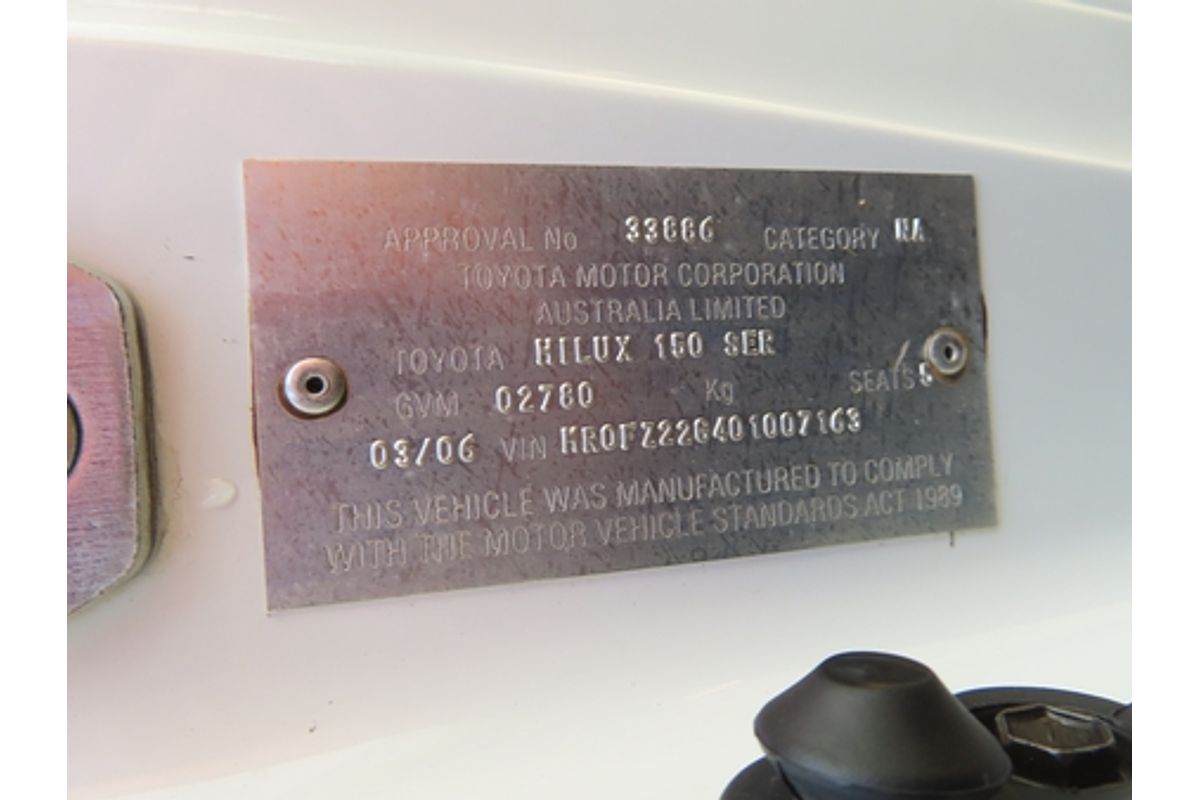 APPROVAL No 33886 CATEGORY NA
TOYOTA MOTOR CORPORATION
AUSTRALIA LIMITED
TOYOTA HILUX 150 SER
GVM 02780 Kg SEATS 5
03/06 VIN MR0FZ22G401007163
THIS VEHICLE WAS MANUFACTURED TO COMPLY
WITH THE MOTOR VEHICLE STANDARDS ACT 1989